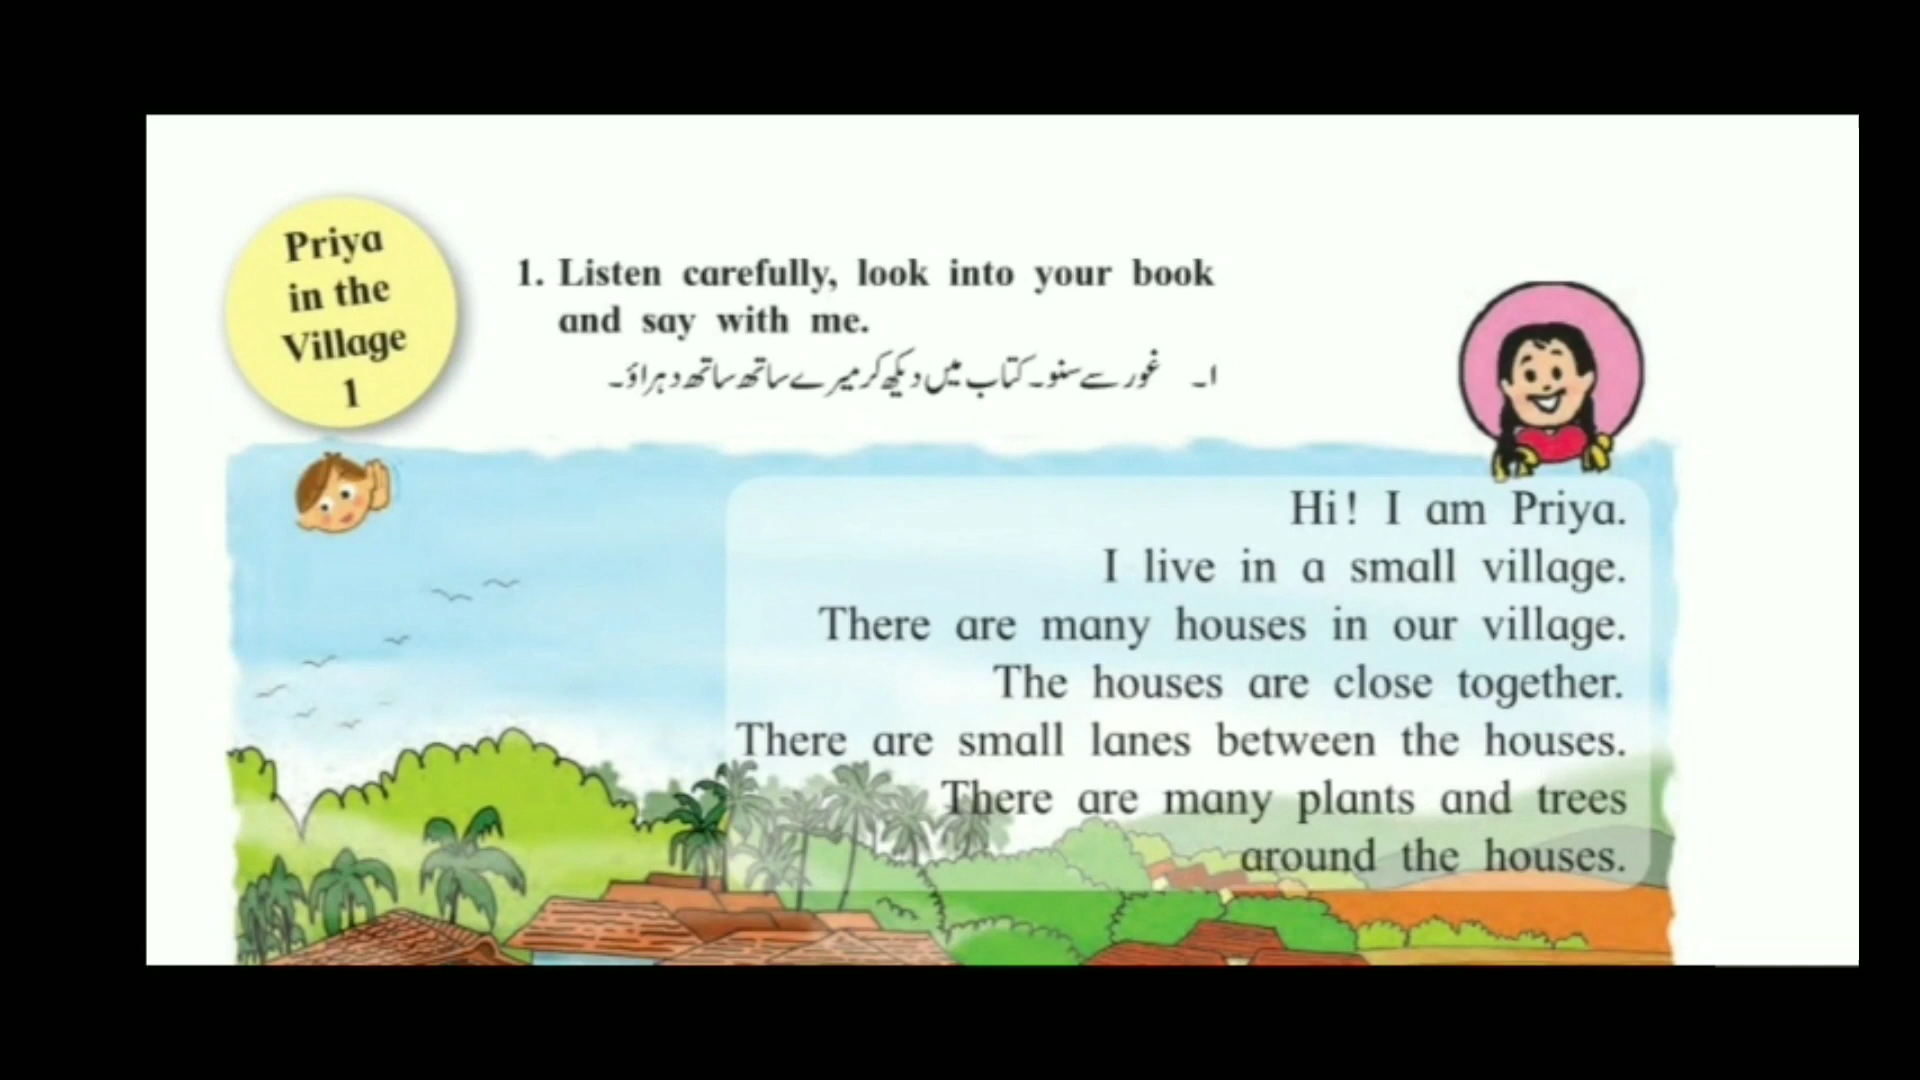 Priya
in the
Village
1
1. Listen carefully, look into your book
and say with me.
۱۔ غور سے سنو۔ کتاب میں دیکھ کر میرے ساتھ ساتھ دہراؤ۔
Hi! I am Priya.
I live in a small village.
There are many houses in our village.
The houses are close together.
There are small lanes between the houses.
There are many plants and trees
around the houses.